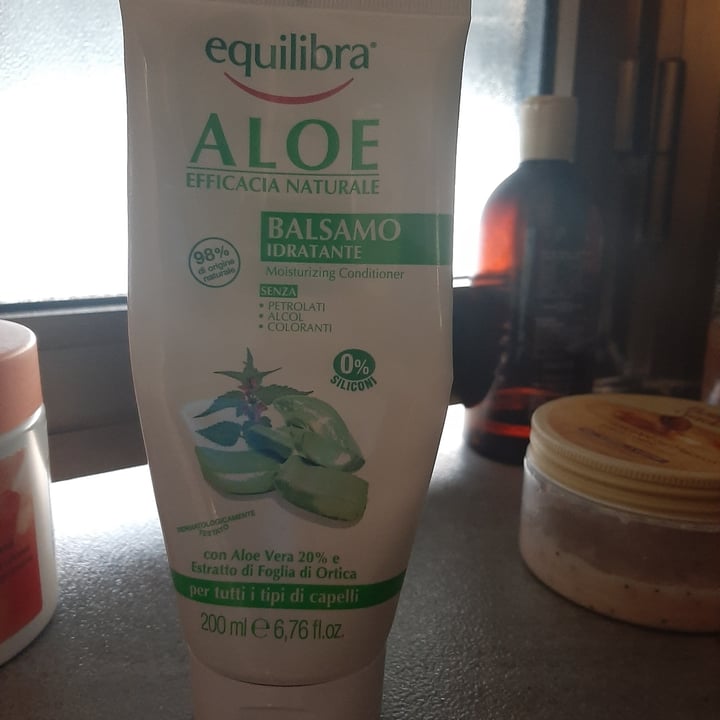 equilibra®
ALOE
EFFICACIA NATURALE
BALSAMO
IDRATANTE
Moisturizing Conditioner
98%
di origine
naturale
SENZA
• PETROLATI
• ALCOL
• COLORANTI
0%
SILICONI
DERMATOLOGICAMENTE
TESTATO
con Aloe Vera 20% e
Estratto di Foglia di Ortica
per tutti i tipi di capelli
200 ml ℮ 6,76 fl.oz.